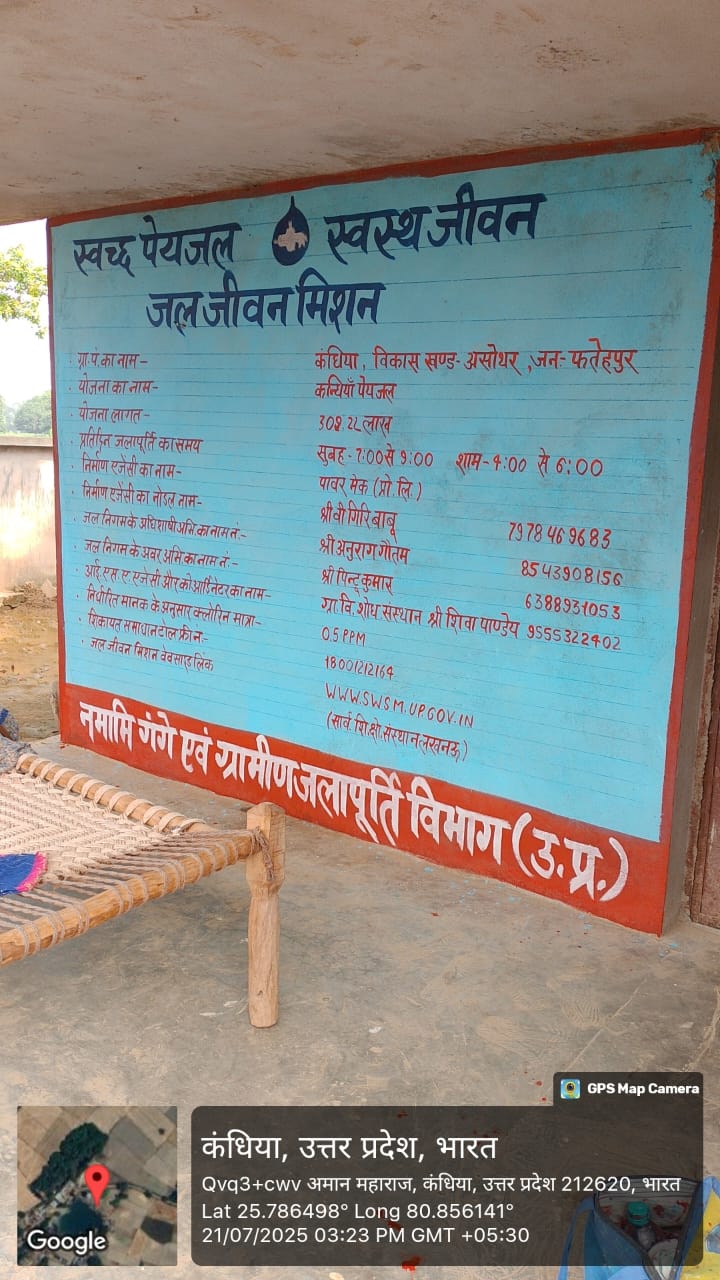 स्वच्छ पेयजल स्वस्थ जीवन
जल जीवन मिशन
ग्रा.पं.का नाम- कंधिया , विकास खण्ड- असोथर ,जन- फतेहपुर
योजना का नाम- कन्धियाँ पेयजल
योजना लागत- लाख
प्रतिदिन जलापूर्ति का समय सुबह - 7:00 से 9:00 शाम - 4:00 से 6:00
निर्माण एजेंसी का नाम- पावर मेक (प्रो.लि.)
निर्माण एजेंसी का नोडल नाम- श्री वी गिरि बाबू 7978469683
जल निगम के अधिशाषी अभि.का नाम नं:- श्री अनुराग गौतम 8543908156
जल निगम के अवर अभि.का नाम नं:- श्री पिन्टू कुमार 6388931053
आई.एस.ए. एजेंसी और को आर्डिनेटर का नाम- ग्रा.वि.शोध संस्थान श्री शिवा पाण्डेय 9555322402
निर्धारित मानक के अनुसार क्लोरिन मात्रा- 0.5 PPM
शिकायत समाधान टोल फ्री नं- 18001212164
जल जीवन मिशन वेबसाइड लिंक WWW.SWSM.UP.GOV.IN
(सार्व.शि.क्षो.संस्थान लखनऊ)
नमामि गंगे एवं ग्रामीण जलापूर्ति विभाग (उ.प्र.)
GPS Map Camera
कंधिया, उत्तर प्रदेश, भारत
Qvq3+cwv अमान महाराज, कंधिया, उत्तर प्रदेश 212620, भारत
Lat 25.786498° Long 80.856141°
21/07/2025 03:23 PM GMT +05:30
Google